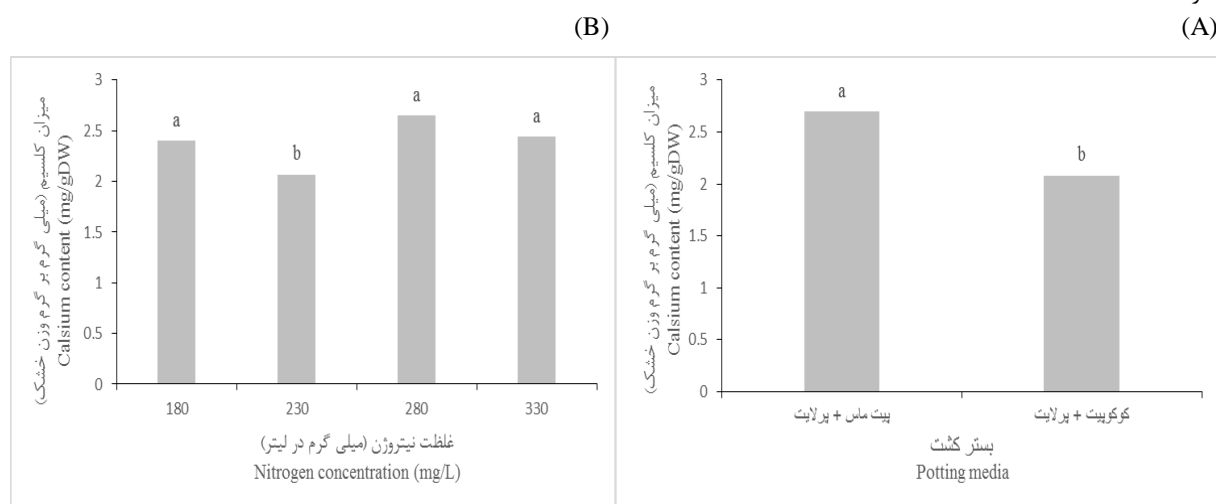 (B)
(A)
میزان کلسیم (میلی گرم بر گرم وزن خشک)
Calsium content (mg/gDW)
3
2.5
2
1.5
1
0.5
0
a
b
a
a
180 230 280 330
غلظت نیتروژن (میلی گرم در لیتر)
Nitrogen concentration (mg/L)
میزان کلسیم (میلی گرم بر گرم وزن خشک)
Calsium content (mg/gDW)
3
2.5
2
1.5
1
0.5
0
a
b
پیت ماس + پرلایت
کوکوپیت + پرلایت
بستر کشت
Potting media